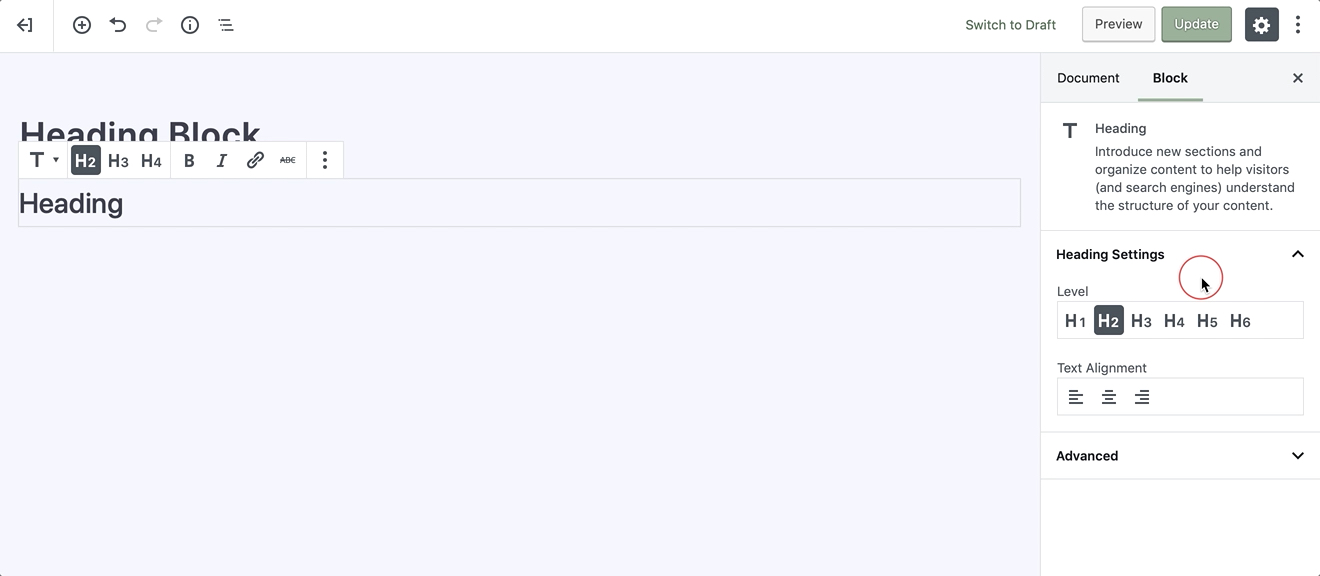 Switch to Draft Preview Update
Document Block
Heading
Introduce new sections and
organize content to help visitors
(and search engines) understand
the structure of your content.
Heading Settings
Level
H1 H2 H3 H4 H5 H6
Text Alignment
Advanced
Heading Block
T H2 H3 H4 B I ABC
Heading